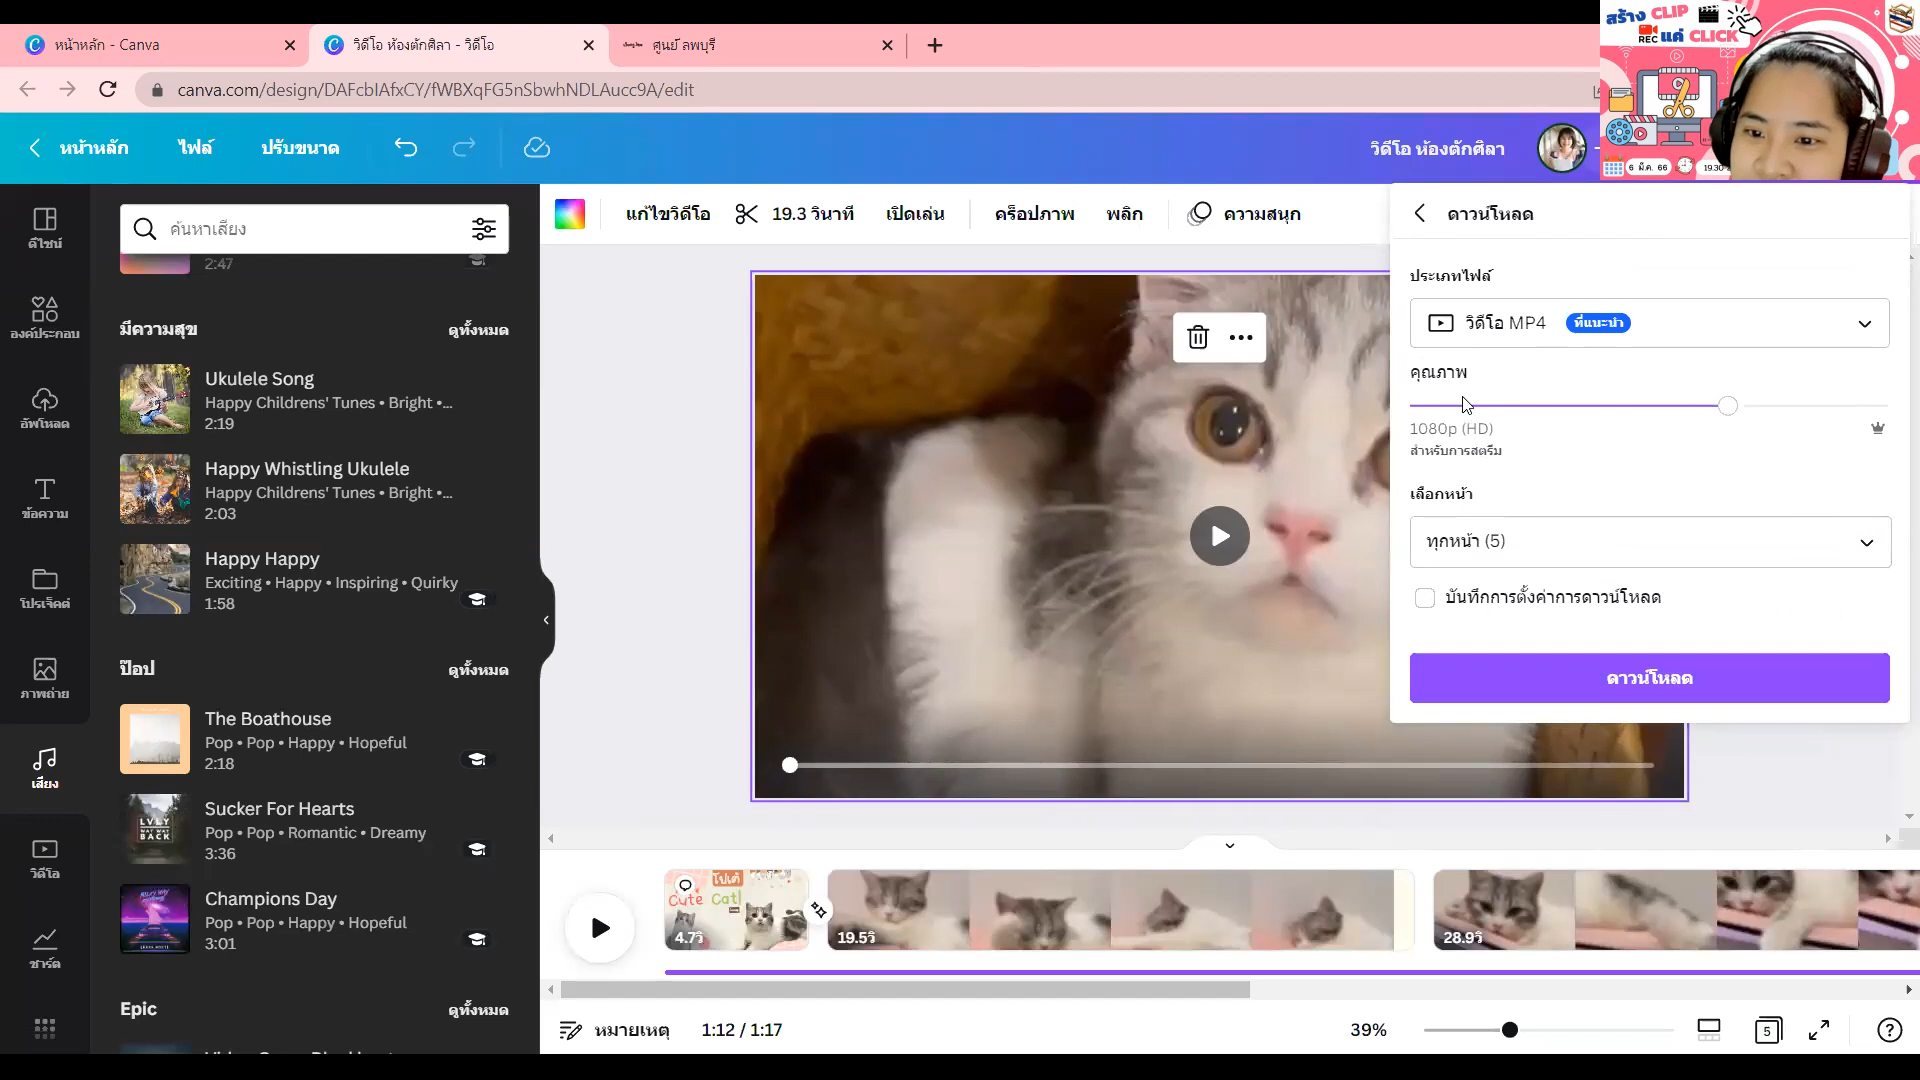 หน้าหลัก - Canva
วิดีโอ ห้องตักศิลา - วิดีโอ
ศูนย์ ลพบุรี
canva.com/design/DAFcbIAfxCY/fWBXqFG5nSbwhNDLAucc9A/edit
สร้าง CLIP
REC แค่ CLICK
6 มี.ค. 66
19.30
หน้าหลัก
ไฟล์
ปรับขนาด
วิดีโอ ห้องตักศิลา
ดีไซน์
องค์ประกอบ
อัพโหลด
ข้อความ
โปรเจ็คต์
ภาพถ่าย
เสียง
วิดีโอ
ชาร์ต
ค้นหาเสียง
2:47
มีความสุข
ดูทั้งหมด
Ukulele Song
Happy Childrens' Tunes • Bright •...
2:19
Happy Whistling Ukulele
Happy Childrens' Tunes • Bright •...
2:03
Happy Happy
Exciting • Happy • Inspiring • Quirky
1:58
ป๊อป
ดูทั้งหมด
The Boathouse
Pop • Pop • Happy • Hopeful
2:18
Sucker For Hearts
Pop • Pop • Romantic • Dreamy
3:36
Champions Day
Pop • Pop • Happy • Hopeful
3:01
Epic
ดูทั้งหมด
แก้ไขวิดีโอ
19.3 วินาที
เปิดเล่น
ครอปภาพ
พลิก
ความสนุก
ดาวน์โหลด
ประเภทไฟล์
วิดีโอ MP4
ที่แนะนำ
คุณภาพ
1080p (HD)
สำหรับการสตรีม
เลือกหน้า
ทุกหน้า (5)
บันทึกการตั้งค่าการดาวน์โหลด
ดาวน์โหลด
โปเต้
Cute Cat!
4.7วิ
19.5วิ
28.9วิ
หมายเหตุ
1:12 / 1:17
39%
5